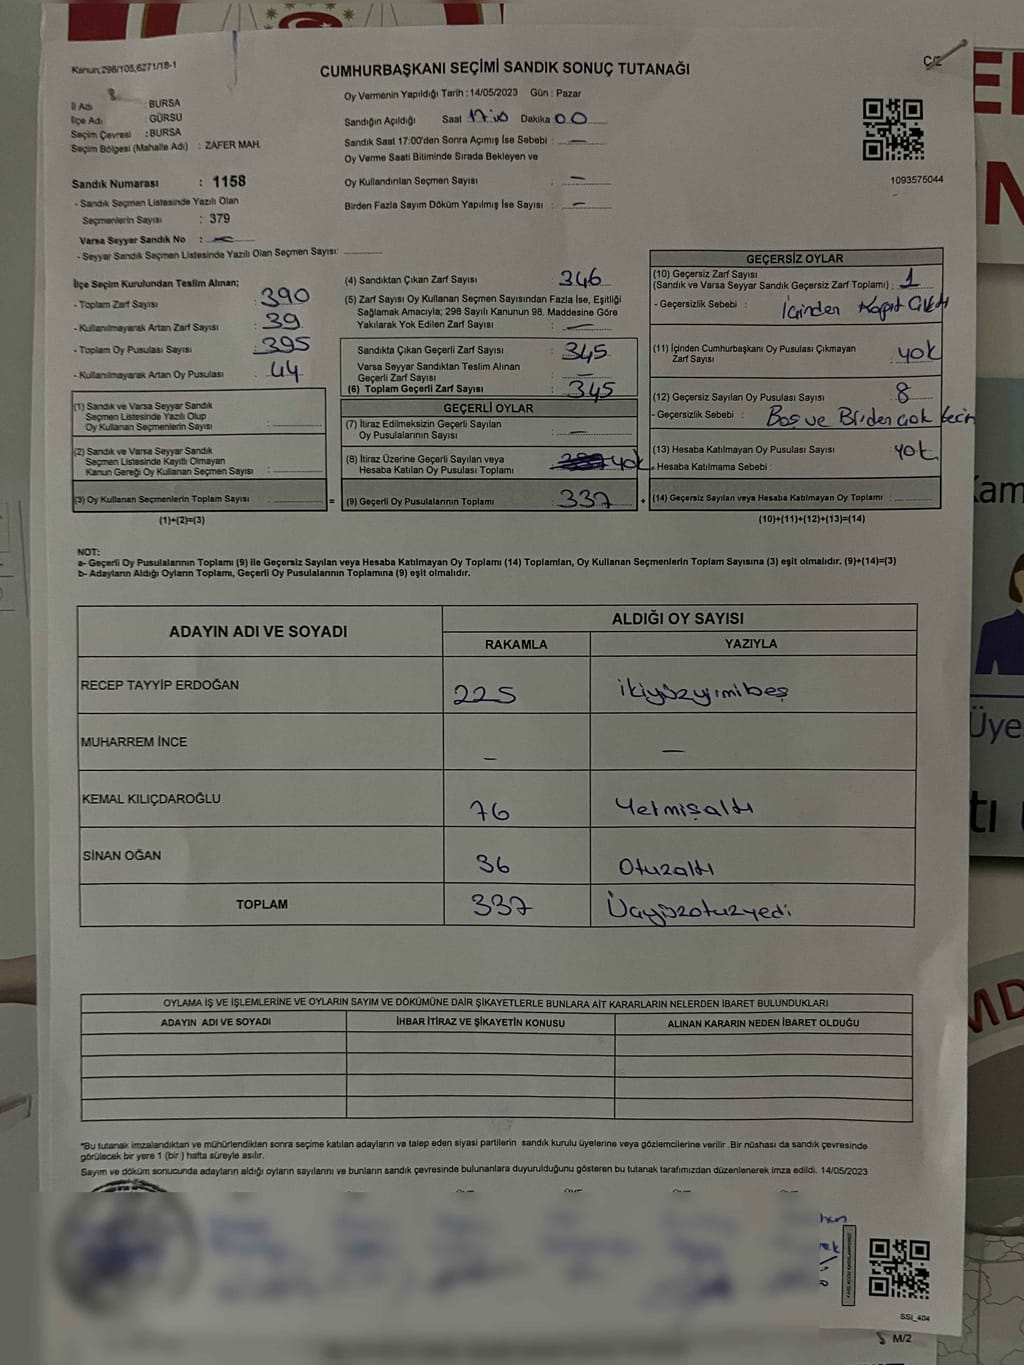 Kanun;298/105,6271/18-1
C/2
CUMHURBAŞKANI SEÇİMİ SANDIK SONUÇ TUTANAĞI
İl Adı : BURSA
İlçe Adı : GÜRSU
Seçim Çevresi : BURSA
Seçim Bölgesi (Mahalle Adı) : ZAFER MAH.
Oy Vermenin Yapıldığı Tarih :14/05/2023 Gün : Pazar
Sandığın Açıldığı Saat Dakika 00
Sandık Saat 17:00'den Sonra Açımış İse Sebebi : —
Oy Verme Saati Bitiminde Sırada Bekleyen ve
Oy Kullandırılan Seçmen Sayısı : —
Birden Fazla Sayım Döküm Yapılmış İse Sayısı : —
1093575044
Sandık Numarası : 1158
- Sandık Seçmen Listesinde Yazılı Olan
Seçmenlerin Sayısı : 379
Varsa Seyyar Sandık No : —
- Seyyar Sandık Seçmen Listesinde Yazılı Olan Seçmen Sayısı:
İlçe Seçim Kurulundan Teslim Alınan;
- Toplam Zarf Sayısı : 390
- Kullanılmayarak Artan Zarf Sayısı : 39
- Toplam Oy Pusulası Sayısı : 395
- Kullanılmayarak Artan Oy Pusulası : 44
(1) Sandık ve Varsa Seyyar Sandık
Seçmen Listesinde Yazılı Olup
Oy Kullanan Seçmenlerin Sayısı :
(2) Sandık ve Varsa Seyyar Sandık
Seçmen Listesinde Kayıtlı Olmayan
Kanun Gereği Oy Kullanan Seçmen Sayısı :
(3) Oy Kullanan Seçmenlerin Toplam Sayısı :
(1)+(2)=(3)
(4) Sandıktan Çıkan Zarf Sayısı : 346
(5) Zarf Sayısı Oy Kullanan Seçmen Sayısından Fazla İse, Eşitliği
Sağlamak Amacıyla; 298 Sayılı Kanunun 98. Maddesine Göre
Yakılarak Yok Edilen Zarf Sayısı : —
Sandıkta Çıkan Geçerli Zarf Sayısı : 345
Varsa Seyyar Sandıktan Teslim Alınan
Geçerli Zarf Sayısı : —
(6) Toplam Geçerli Zarf Sayısı : 345
GEÇERLİ OYLAR
(7) İtiraz Edilmeksizin Geçerli Sayılan
Oy Pusulalarının Sayısı : —
(8) İtiraz Üzerine Geçerli Sayılan veya
Hesaba Katılan Oy Pusulası Toplamı : yok
= (9) Geçerli Oy Pusulalarının Toplamı : 337 +
GEÇERSİZ OYLAR
(10) Geçersiz Zarf Sayısı
(Sandık ve Varsa Seyyar Sandık Geçersiz Zarf Toplamı) : 1
- Geçersizlik Sebebi : İçinden Kağıt Çıktı
(11) İçinden Cumhurbaşkanı Oy Pusulası Çıkmayan
Zarf Sayısı : yok
(12) Geçersiz Sayılan Oy Pusulası Sayısı : 8
- Geçersizlik Sebebi : Boş ve Birden çok
(13) Hesaba Katılmayan Oy Pusulası Sayısı : yok
- Hesaba Katılmama Sebebi :
(14) Geçersiz Sayılan veya Hesaba Katılmayan Oy Toplamı :
(10)+(11)+(12)+(13)=(14)
NOT:
a- Geçerli Oy Pusulalarının Toplamı (9) ile Geçersiz Sayılan veya Hesaba Katılmayan Oy Toplamı (14) Toplamları, Oy Kullanan Seçmenlerin Toplam Sayısına (3) eşit olmalıdır. (9)+(14)=(3)
b- Adayların Aldığı Oyların Toplamı, Geçerli Oy Pusulalarının Toplamına (9) eşit olmalıdır.
ADAYIN ADI VE SOYADI
ALDIĞI OY SAYISI
RAKAMLA YAZIYLA
RECEP TAYYİP ERDOĞAN 225 ikiyüzyirmibeş
MUHARREM İNCE — —
KEMAL KILIÇDAROĞLU 76 Yetmişaltı
SİNAN OĞAN 36 Otuzaltı
TOPLAM 337 Üçyüzotuzyedi
OYLAMA İŞ VE İŞLEMLERİNE VE OYLARIN SAYIM VE DÖKÜMÜNE DAİR ŞİKAYETLERLE BUNLARA AİT KARARLARIN NELERDEN İBARET BULUNDUKLARI
ADAYIN ADI VE SOYADI İHBAR İTİRAZ VE ŞİKAYETİN KONUSU ALINAN KARARIN NEDEN İBARET OLDUĞU
*Bu tutanak imzalandıktan ve mühürlendikten sonra seçime katılan adayların ve talep eden siyasi partilerin sandık kurulu üyelerine veya gözlemcilerine verilir .Bir nüshası da sandık çevresinde
görülecek bir yere 1 (bir ) hafta süreyle asılır.
Sayım ve döküm sonucunda adayların aldığı oyların sayılarını ve bunların sandık çevresinde bulunanlara duyurulduğunu gösteren bu tutanak tarafımızdan düzenlenerek imza edildi. 14/05/2023
SSI_404
M/2
Üye